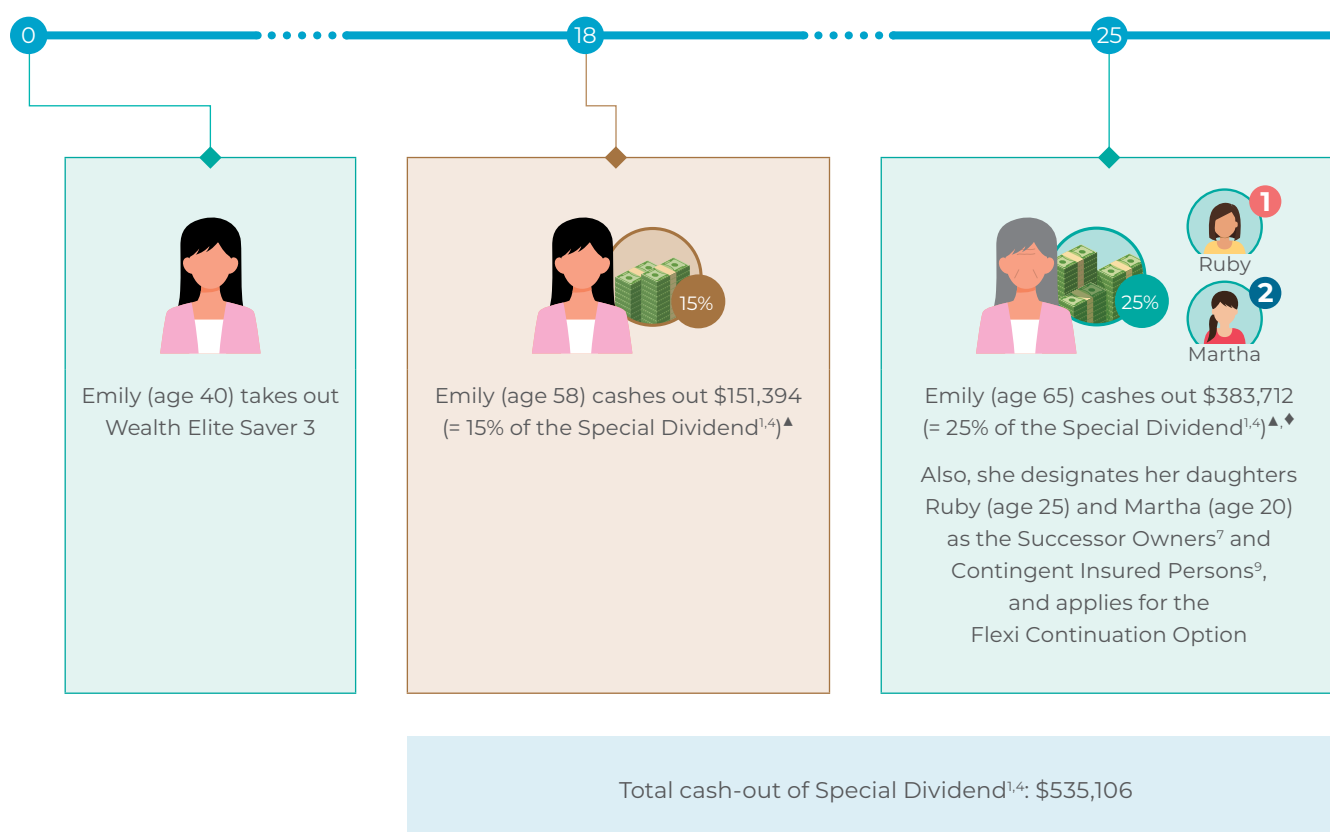 0
18
25
Emily (age 40) takes out
Wealth Elite Saver 3
15%
Emily (age 58) cashes out $151,394
(= 15% of the Special Dividend1,4)▲
25%
1
Ruby
2
Martha
Emily (age 65) cashes out $383,712
(= 25% of the Special Dividend1,4)▲,♦
Also, she designates her daughters
Ruby (age 25) and Martha (age 20)
as the Successor Owners7 and
Contingent Insured Persons9,
and applies for the
Flexi Continuation Option
Total cash-out of Special Dividend1,4: $535,106